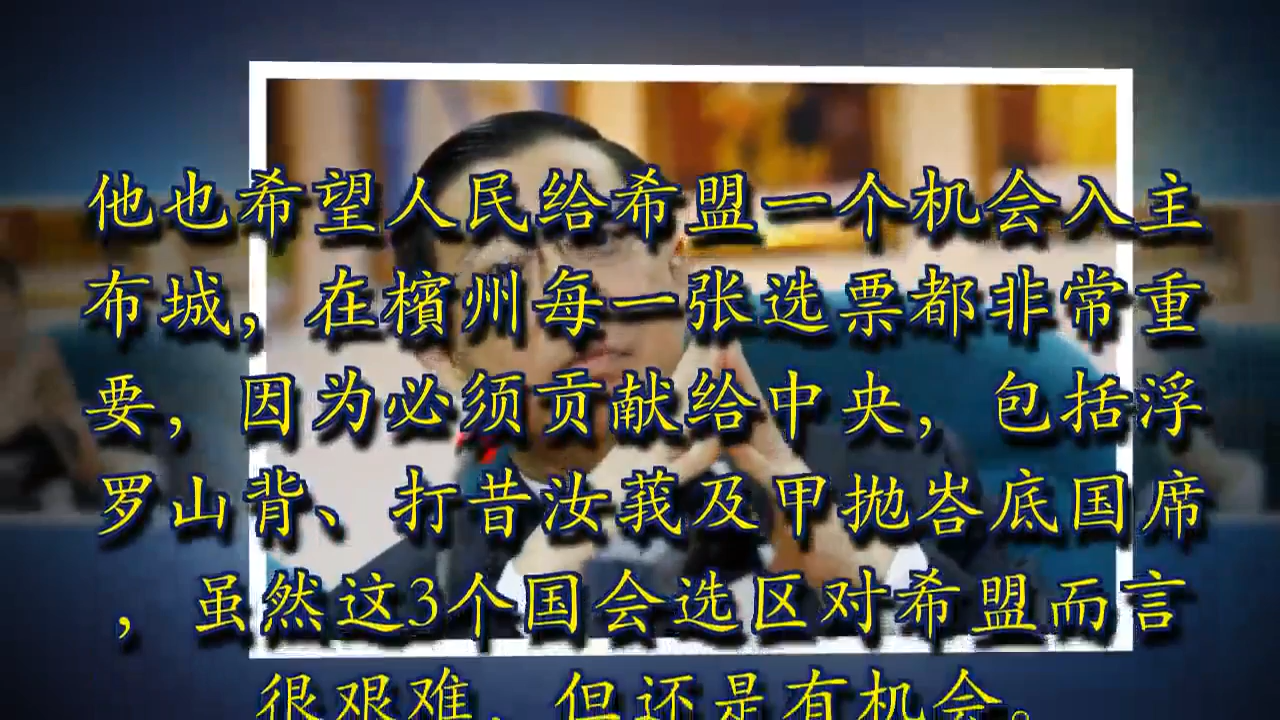 他也希望人民给希盟一个机会入主
布城，在槟州每一张选票都非常重
要，因为必须贡献给中央，包括浮
罗山背、打昔汝莪及甲抛峇底国席
，虽然这3个国会选区对希盟而言
很艰难，但还是有机会。